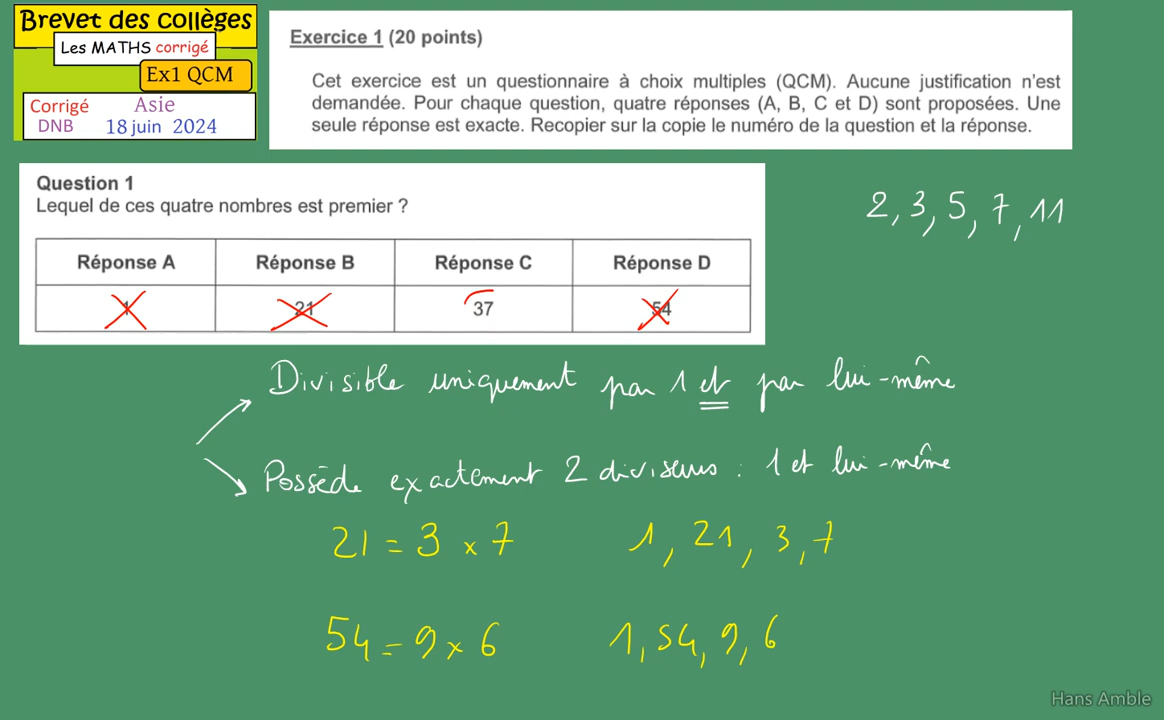 Brevet des collèges
Les MATHS corrigé
Ex1 QCM
Corrigé Asie
DNB 18 juin 2024
Exercice 1 (20 points)
Cet exercice est un questionnaire à choix multiples (QCM). Aucune justification n'est
demandée. Pour chaque question, quatre réponses (A, B, C et D) sont proposées. Une
seule réponse est exacte. Recopier sur la copie le numéro de la question et la réponse.
Question 1
Lequel de ces quatre nombres est premier ?
2, 3, 5, 7, 11
Réponse A Réponse B Réponse C Réponse D
1 21 37 54
Divisible uniquement par 1 et par lui-même
Possède exactement 2 diviseurs : 1 et lui-même
21 = 3 × 7 1, 21, 3, 7
54 = 9 × 6 1, 54, 9, 6
Hans Amble